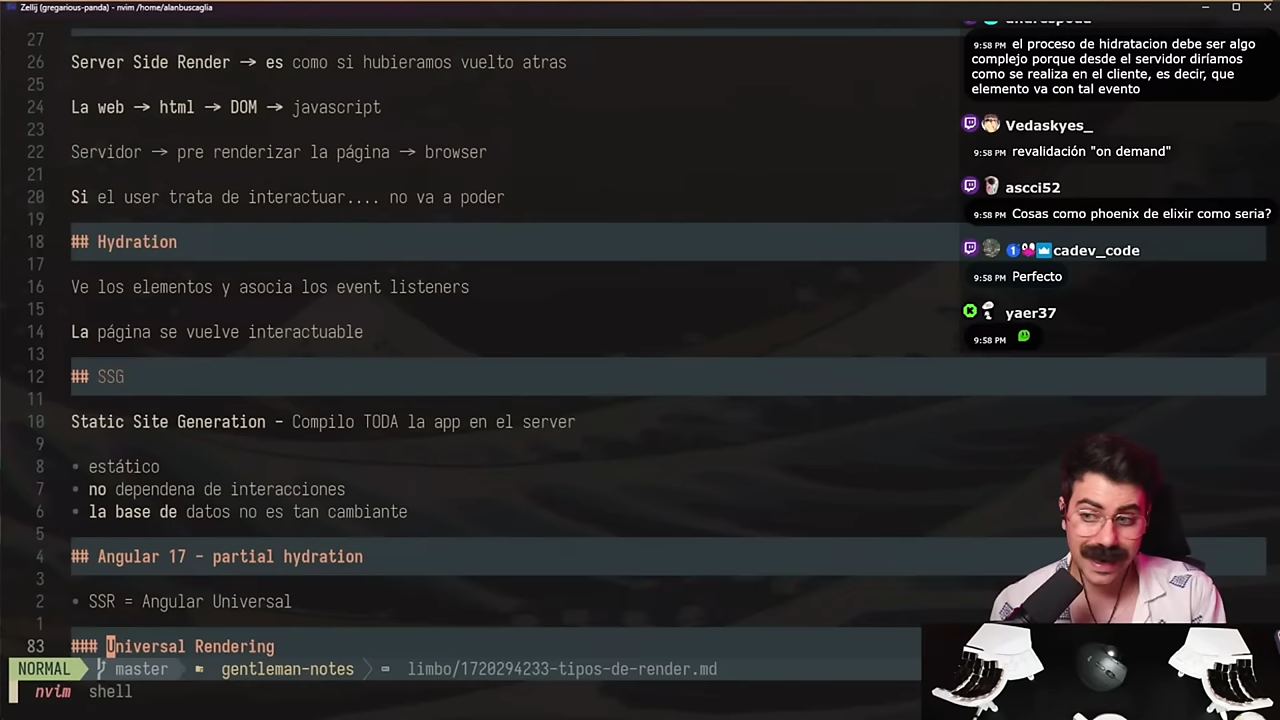 Zellij (gregarious-panda) - nvim /home/alanbuscaglia
27
26 Server Side Render → es como si hubieramos vuelto atras
25
24 La web → html → DOM → javascript
23
22 Servidor → pre renderizar la página → browser
21
20 Si el user trata de interactuar.... no va a poder
19
18 ## Hydration
17
16 Ve los elementos y asocia los event listeners
15
14 La página se vuelve interactuable
13
12 ## SSG
11
10 Static Site Generation - Compilo TODA la app en el server
9
8 • estático
7 • no dependena de interacciones
6 • la base de datos no es tan cambiante
5
4 ## Angular 17 - partial hydration
3
2 • SSR = Angular Universal
1
83 ### Universal Rendering
NORMAL master gentleman-notes limbo/1720294233-tipos-de-render.md
nvim shell
9:58 PM el proceso de hidratacion debe ser algo
complejo porque desde el servidor diríamos
como se realiza en el cliente, es decir, que
elemento va con tal evento
Vedaskyes_
9:58 PM revalidación "on demand"
ascci52
9:58 PM Cosas como phoenix de elixir como seria?
1 cadev_code
9:58 PM Perfecto
K yaer37
9:58 PM